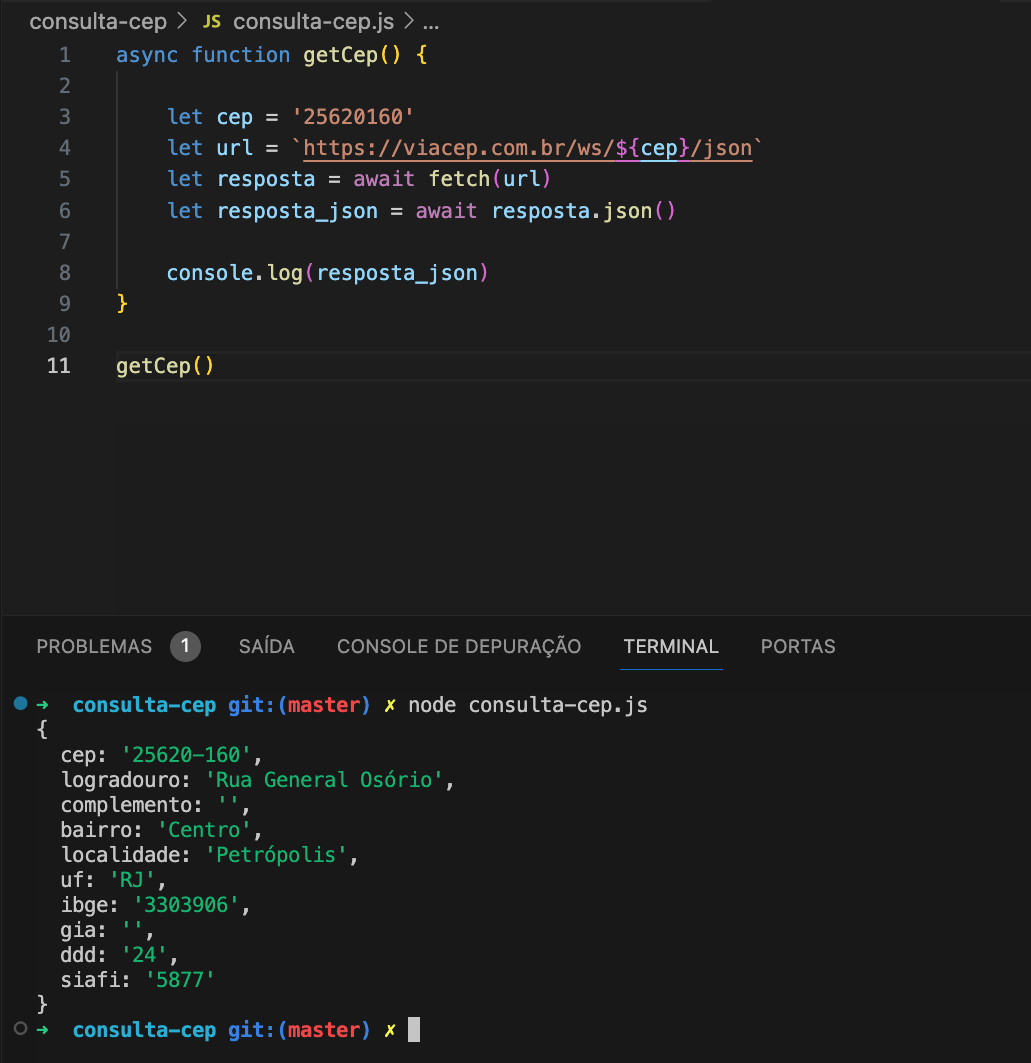 consulta-cep > JS consulta-cep.js > ...
1 async function getCep() {
2
3 let cep = '25620160'
4 let url = `https://viacep.com.br/ws/${cep}/json`
5 let resposta = await fetch(url)
6 let resposta_json = await resposta.json()
7
8 console.log(resposta_json)
9 }
10
11 getCep()
PROBLEMAS 1 SAÍDA CONSOLE DE DEPURAÇÃO TERMINAL PORTAS
➜ consulta-cep git:(master) ✗ node consulta-cep.js
{
cep: '25620-160',
logradouro: 'Rua General Osório',
complemento: '',
bairro: 'Centro',
localidade: 'Petrópolis',
uf: 'RJ',
ibge: '3303906',
gia: '',
ddd: '24',
siafi: '5877'
}
➜ consulta-cep git:(master) ✗